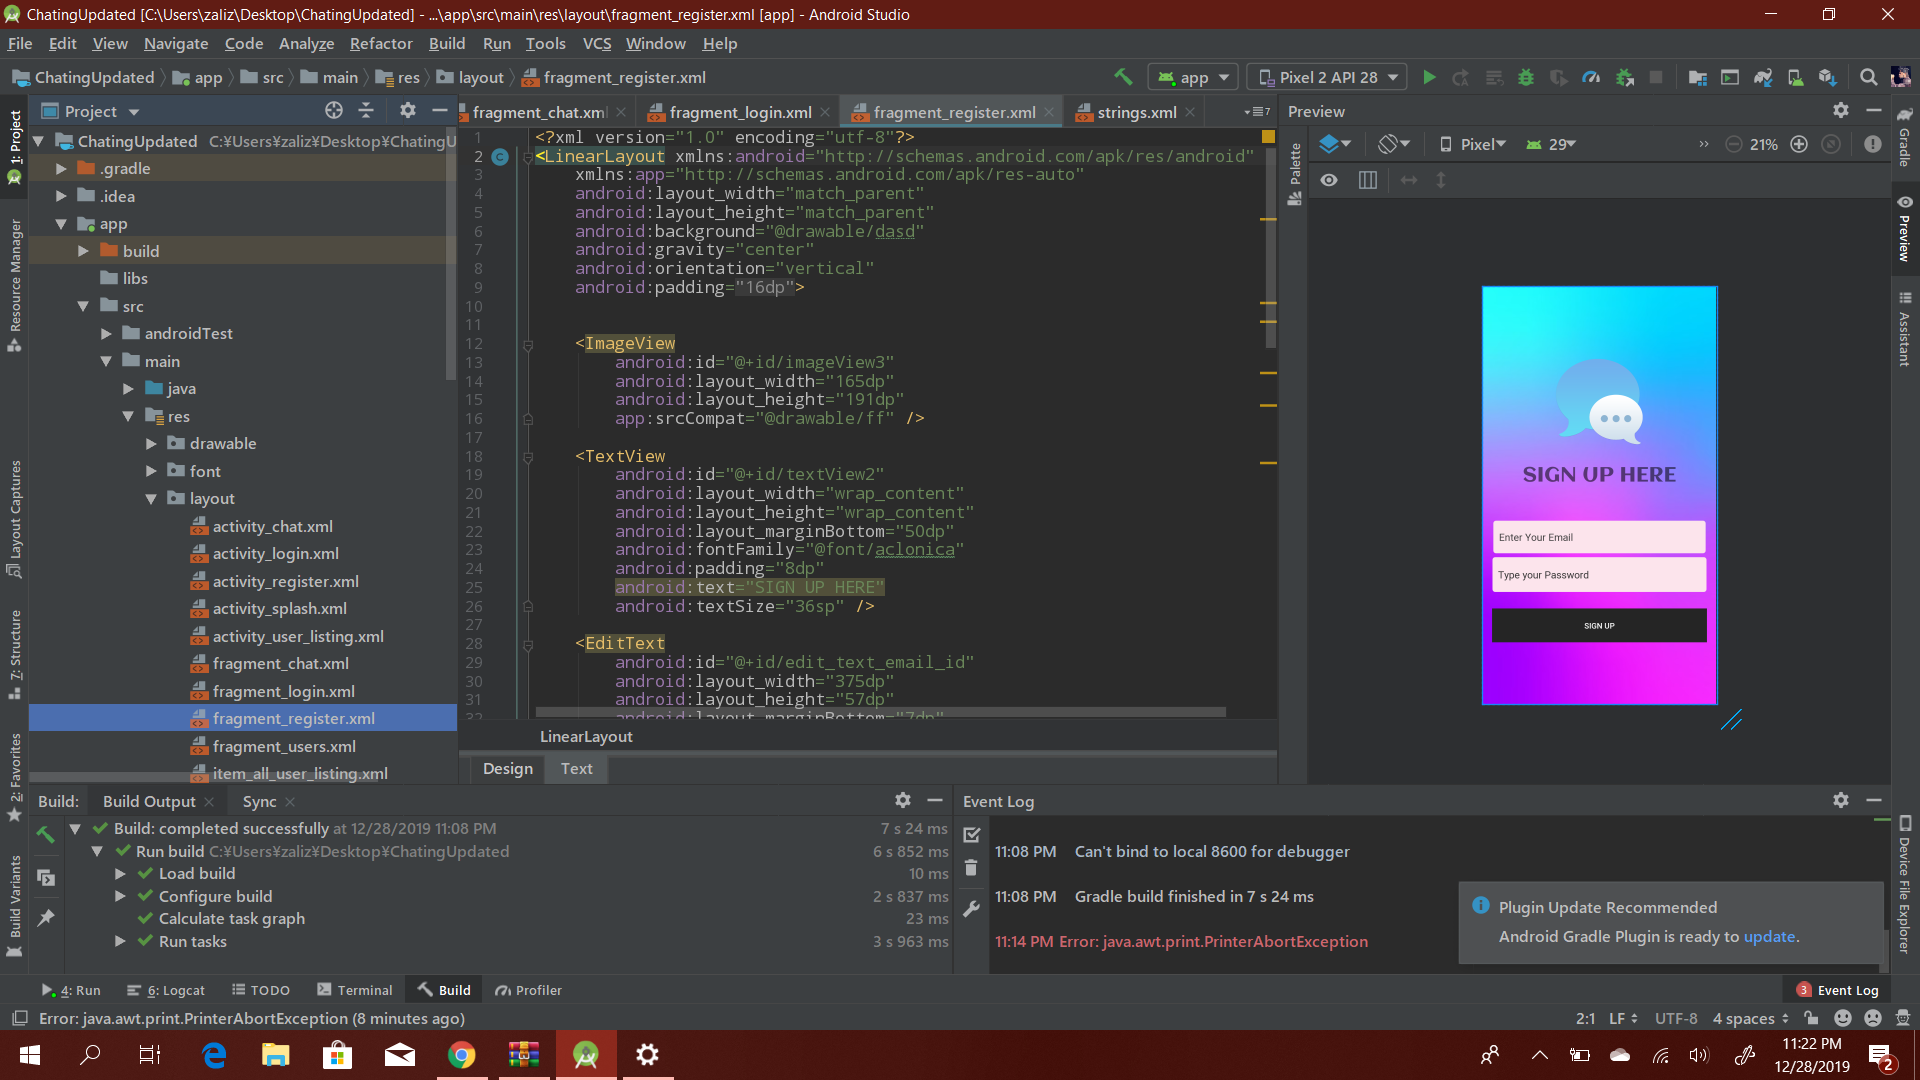 ChatingUpdated [C:\Users\zaliz\Desktop\ChatingUpdated] - ...\app\src\main\res\layout\fragment_register.xml [app] - Android Studio
File Edit View Navigate Code Analyze Refactor Build Run Tools VCS Window Help
ChatingUpdated app src main res layout fragment_register.xml
app Pixel 2 API 28
Project
fragment_chat.xml fragment_login.xml fragment_register.xml strings.xml 7
Preview
1: Project
Resource Manager
Layout Captures
7: Structure
2: Favorites
Build Variants
ChatingUpdated C:¥Users¥zaliz¥Desktop¥ChatingU
.gradle
.idea
app
build
libs
src
androidTest
main
java
res
drawable
font
layout
activity_chat.xml
activity_login.xml
activity_register.xml
activity_splash.xml
activity_user_listing.xml
fragment_chat.xml
fragment_login.xml
fragment_register.xml
fragment_users.xml
item_all_user_listing.xml
1 <?xml version="1.0" encoding="utf-8"?>
2 <LinearLayout xmlns:android="http://schemas.android.com/apk/res/android"
3 xmlns:app="http://schemas.android.com/apk/res-auto"
4 android:layout_width="match_parent"
5 android:layout_height="match_parent"
6 android:background="@drawable/dasd"
7 android:gravity="center"
8 android:orientation="vertical"
9 android:padding="16dp">
10
11
12 <ImageView
13 android:id="@+id/imageView3"
14 android:layout_width="165dp"
15 android:layout_height="191dp"
16 app:srcCompat="@drawable/ff" />
17
18 <TextView
19 android:id="@+id/textView2"
20 android:layout_width="wrap_content"
21 android:layout_height="wrap_content"
22 android:layout_marginBottom="50dp"
23 android:fontFamily="@font/aclonica"
24 android:padding="8dp"
25 android:text="SIGN UP HERE"
26 android:textSize="36sp" />
27
28 <EditText
29 android:id="@+id/edit_text_email_id"
30 android:layout_width="375dp"
31 android:layout_height="57dp"
32 android:layout_marginBottom="7dp"
LinearLayout
Design Text
Palette
Pixel 29 21%
SIGN UP HERE
Enter Your Email
Type your Password
SIGN UP
Gradle
Preview
Assistant
Device File Explorer
Build: Build Output Sync
Build: completed successfully at 12/28/2019 11:08 PM 7 s 24 ms
Run build C:¥Users¥zaliz¥Desktop¥ChatingUpdated 6 s 852 ms
Load build 10 ms
Configure build 2 s 837 ms
Calculate task graph 23 ms
Run tasks 3 s 963 ms
Event Log
11:08 PM Can't bind to local 8600 for debugger
11:08 PM Gradle build finished in 7 s 24 ms
11:14 PM Error: java.awt.print.PrinterAbortException
Plugin Update Recommended
Android Gradle Plugin is ready to update.
4: Run 6: Logcat TODO Terminal Build Profiler 3 Event Log
Error: java.awt.print.PrinterAbortException (8 minutes ago) 2:1 LF UTF-8 4 spaces
11:22 PM
12/28/2019
2